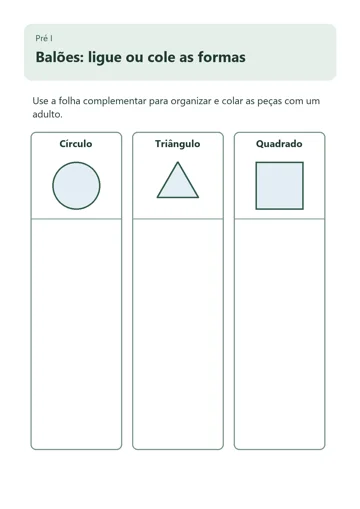 Pré I
Balões: ligue ou cole as formas
Use a folha complementar para organizar e colar as peças com um
adulto.
Círculo
Triângulo
Quadrado